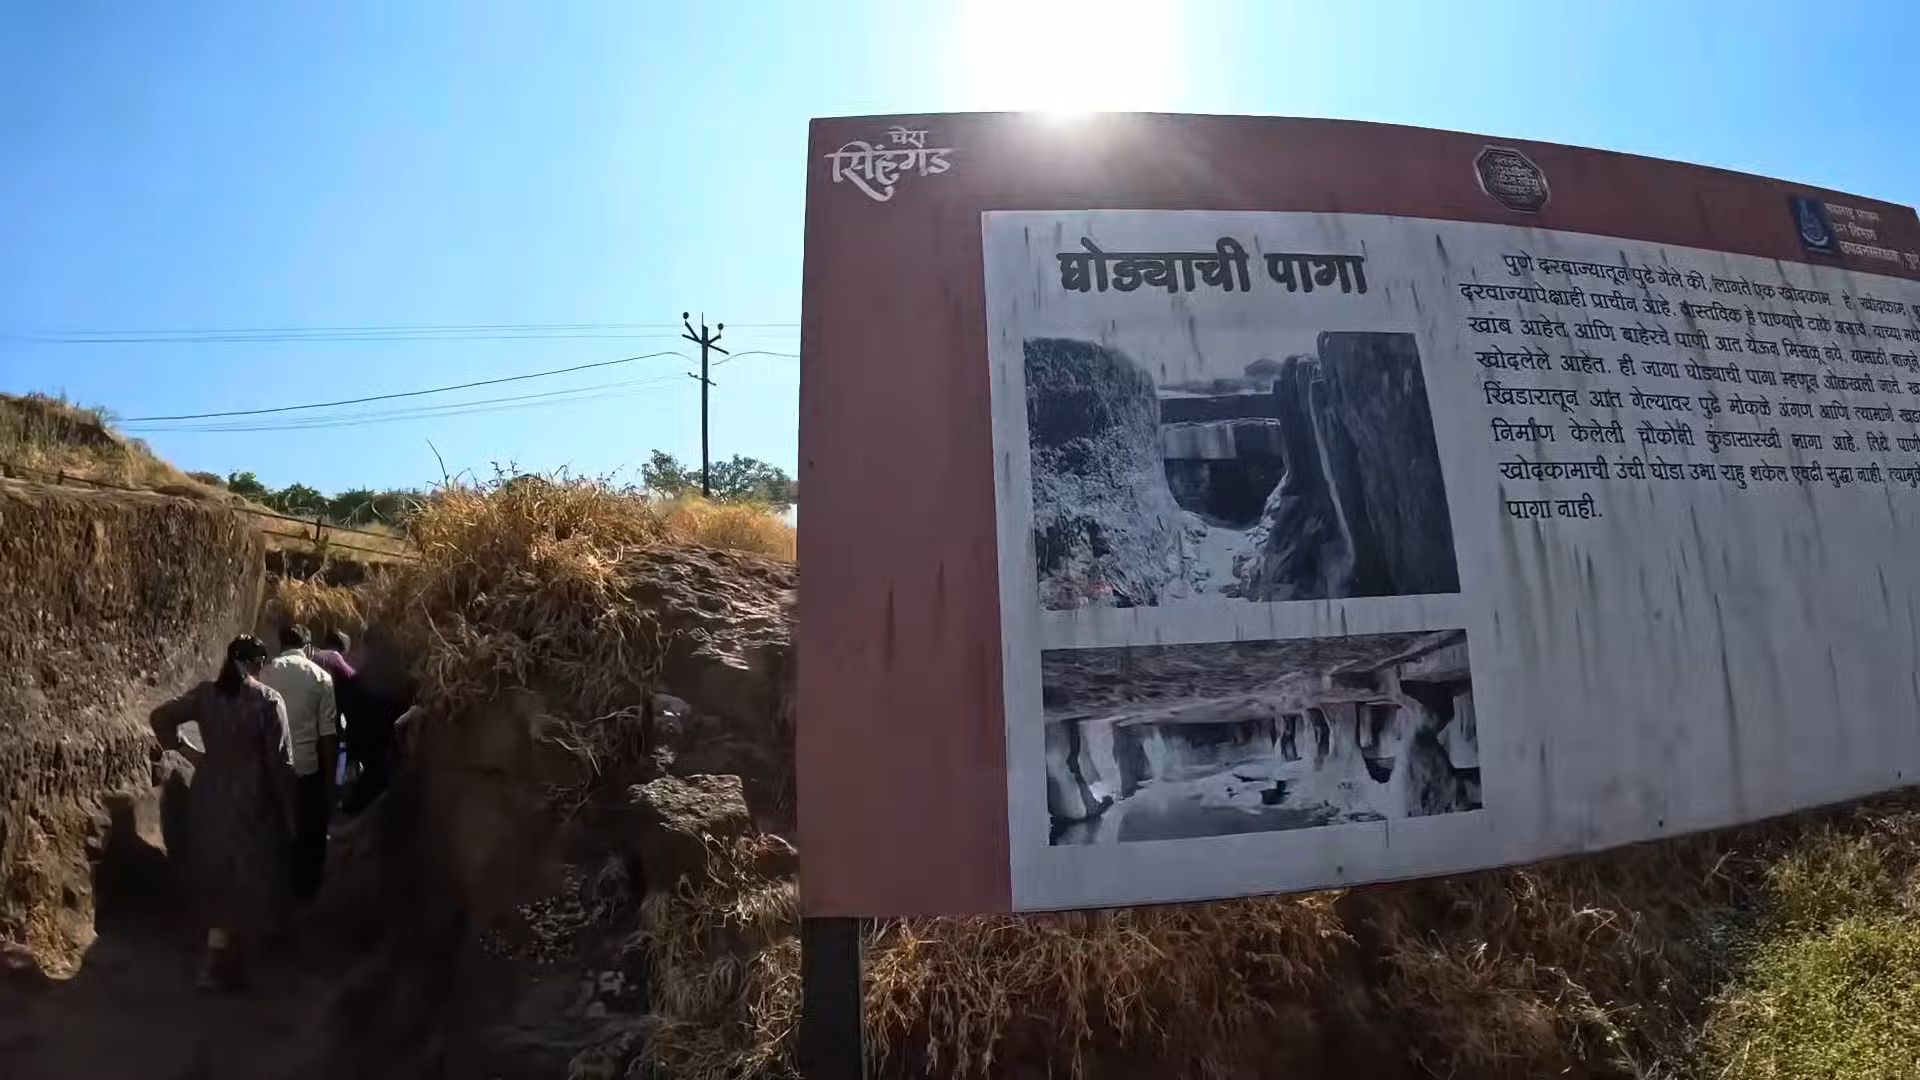 घेरा
सिंहगड
घोड्याची पागा
पुणे दरवाज्यातून पुढे गेले की, लागते एक खोदकाम. हे खोदकाम,
दरवाज्यापेक्षाही प्राचीन आहे. वास्तविक हे पाण्याचे टाके असावे. याच्या
खांब आहेत आणि बाहेरचे पाणी आत येऊन मिसळू नये, यासाठी बाजूने
खोदलेले आहेत. ही जागा घोड्याची पागा म्हणून ओळखली जाते.
खिंडारातून आत गेल्यावर पुढे मोकळे अंगण आणि त्यामागे
निर्माण केलेली चौकोनी कुंडासारखी जागा आहे. तिथे पाणी
खोदकामाची उंची घोडा उभा राहू शकेल एवढी सुद्धा नाही, त्यामुळे
पागा नाही.